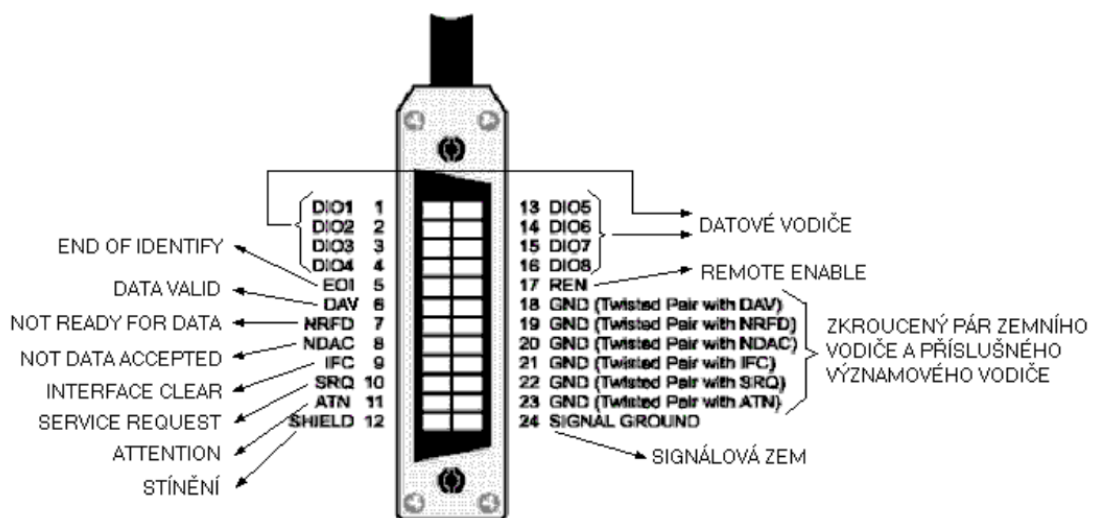 DIO1 1
DIO2 2
DIO3 3
DIO4 4
EOI 5
DAV 6
NRFD 7
NDAC 8
IFC 9
SRQ 10
ATN 11
SHIELD 12
END OF IDENTIFY
DATA VALID
NOT READY FOR DATA
NOT DATA ACCEPTED
INTERFACE CLEAR
SERVICE REQUEST
ATTENTION
STÍNĚNÍ
13 DIO5
14 DIO6
15 DIO7
16 DIO8
17 REN
18 GND (Twisted Pair with DAV)
19 GND (Twisted Pair with NRFD)
20 GND (Twisted Pair with NDAC)
21 GND (Twisted Pair with IFC)
22 GND (Twisted Pair with SRQ)
23 GND (Twisted Pair with ATN)
24 SIGNAL GROUND
DATOVÉ VODIČE
REMOTE ENABLE
ZKROUCENÝ PÁR ZEMNÍHO
VODIČE A PŘÍSLUŠNÉHO
VÝZNAMOVÉHO VODIČE
SIGNÁLOVÁ ZEM